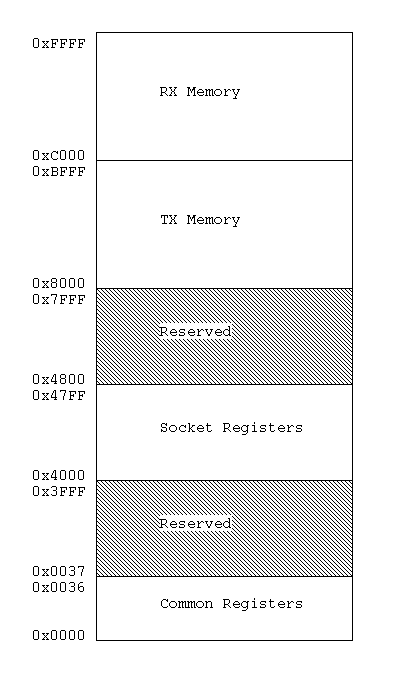 0xFFFF
RX Memory
0xC000
0xBFFF
TX Memory
0x8000
0x7FFF
Reserved
0x4800
0x47FF
Socket Registers
0x4000
0x3FFF
Reserved
0x0037
0x0036
Common Registers
0x0000